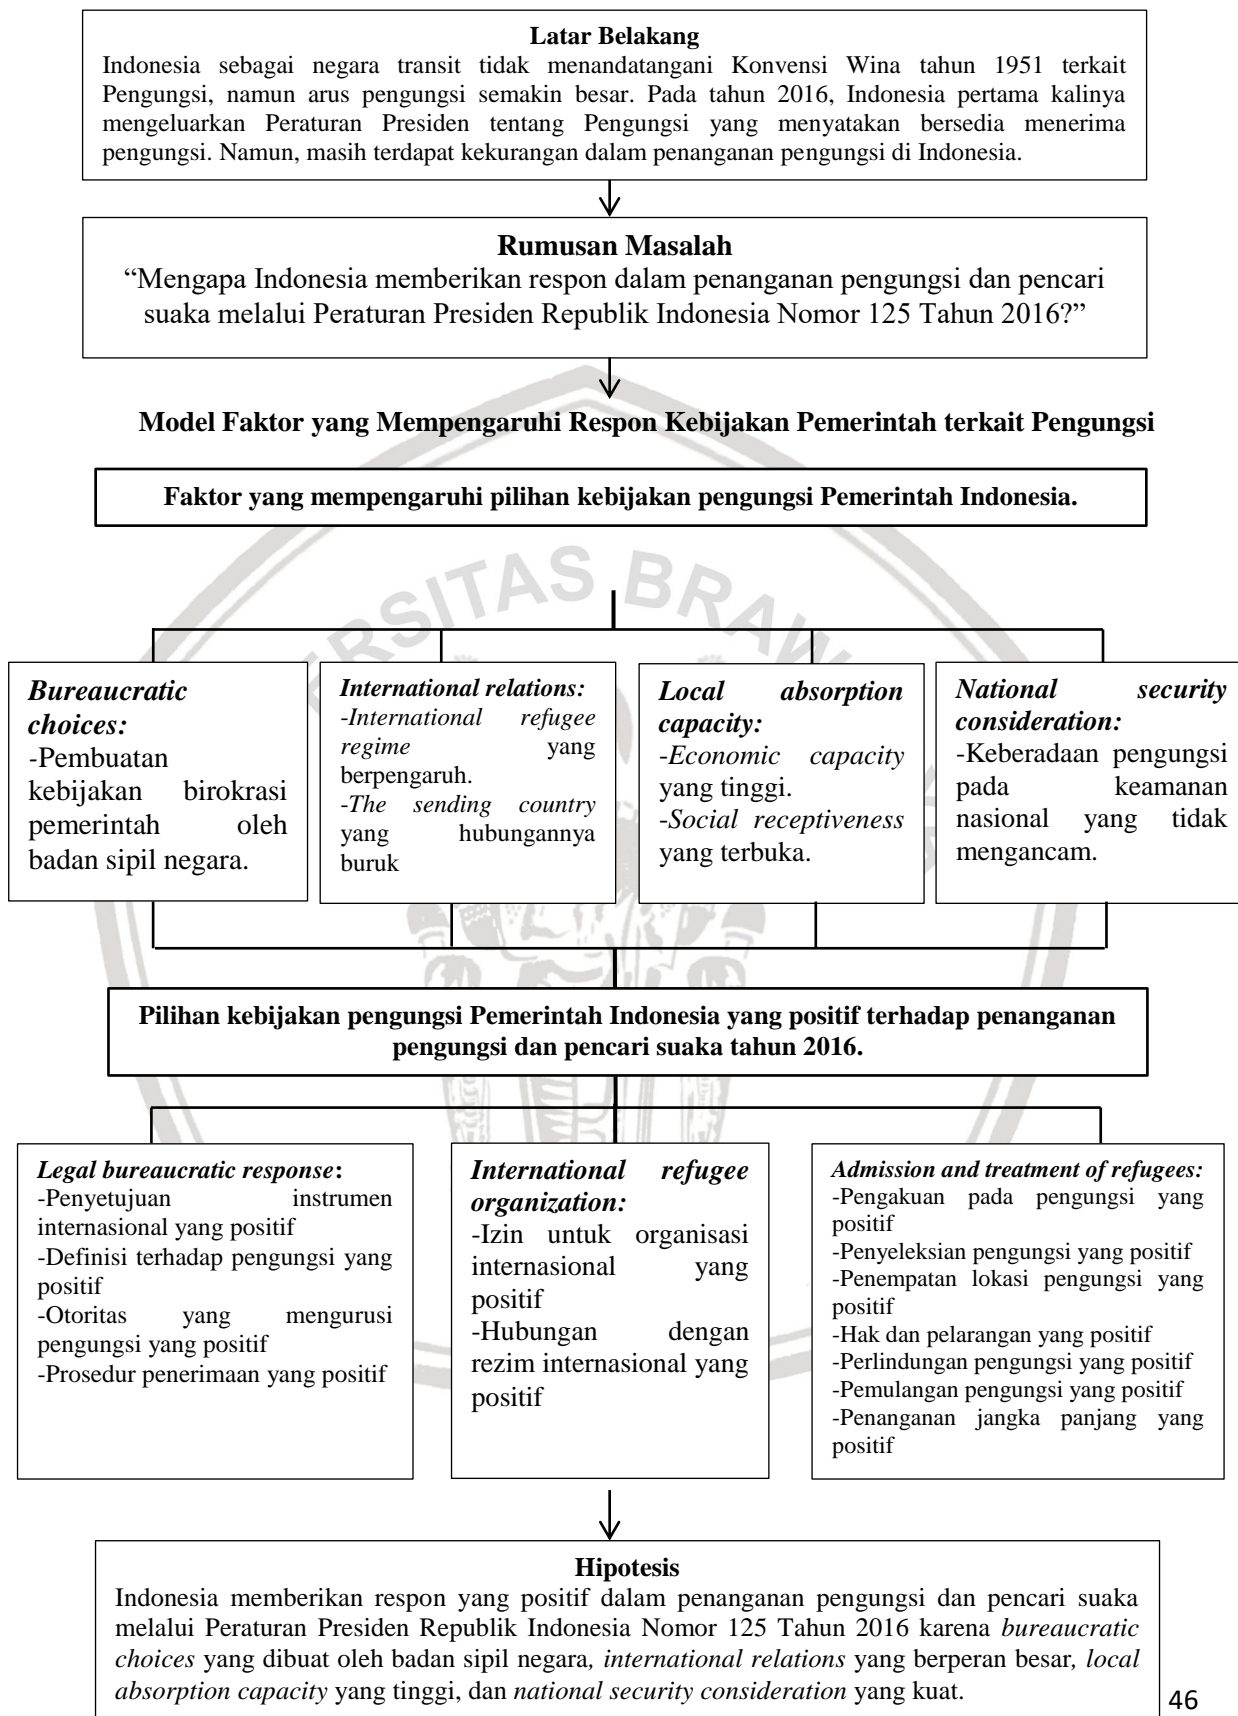 Latar Belakang
Indonesia sebagai negara transit tidak menandatangani Konvensi Wina tahun 1951 terkait
Pengungsi, namun arus pengungsi semakin besar. Pada tahun 2016, Indonesia pertama kalinya
mengeluarkan Peraturan Presiden tentang Pengungsi yang menyatakan bersedia menerima
pengungsi. Namun, masih terdapat kekurangan dalam penanganan pengungsi di Indonesia.
Rumusan Masalah
“Mengapa Indonesia memberikan respon dalam penanganan pengungsi dan pencari
suaka melalui Peraturan Presiden Republik Indonesia Nomor 125 Tahun 2016?”
Model Faktor yang Mempengaruhi Respon Kebijakan Pemerintah terkait Pengungsi
Faktor yang mempengaruhi pilihan kebijakan pengungsi Pemerintah Indonesia.
Bureaucratic
choices:
-Pembuatan
kebijakan birokrasi
pemerintah oleh
badan sipil negara.
International relations:
-International refugee
regime yang
berpengaruh.
-The sending country
yang hubungannya
buruk
Local absorption
capacity:
-Economic capacity
yang tinggi.
-Social receptiveness
yang terbuka.
National security
consideration:
-Keberadaan pengungsi
pada keamanan
nasional yang tidak
mengancam.
Pilihan kebijakan pengungsi Pemerintah Indonesia yang positif terhadap penanganan
pengungsi dan pencari suaka tahun 2016.
Legal bureaucratic response:
-Penyetujuan instrumen
internasional yang positif
-Definisi terhadap pengungsi yang
positif
-Otoritas yang mengurusi
pengungsi yang positif
-Prosedur penerimaan yang positif
International refugee
organization:
-Izin untuk organisasi
internasional yang
positif
-Hubungan dengan
rezim internasional yang
positif
Admission and treatment of refugees:
-Pengakuan pada pengungsi yang
positif
-Penyeleksian pengungsi yang positif
-Penempatan lokasi pengungsi yang
positif
-Hak dan pelarangan yang positif
-Perlindungan pengungsi yang positif
-Pemulangan pengungsi yang positif
-Penanganan jangka panjang yang
positif
Hipotesis
Indonesia memberikan respon yang positif dalam penanganan pengungsi dan pencari suaka
melalui Peraturan Presiden Republik Indonesia Nomor 125 Tahun 2016 karena bureaucratic
choices yang dibuat oleh badan sipil negara, international relations yang berperan besar, local
absorption capacity yang tinggi, dan national security consideration yang kuat.
46